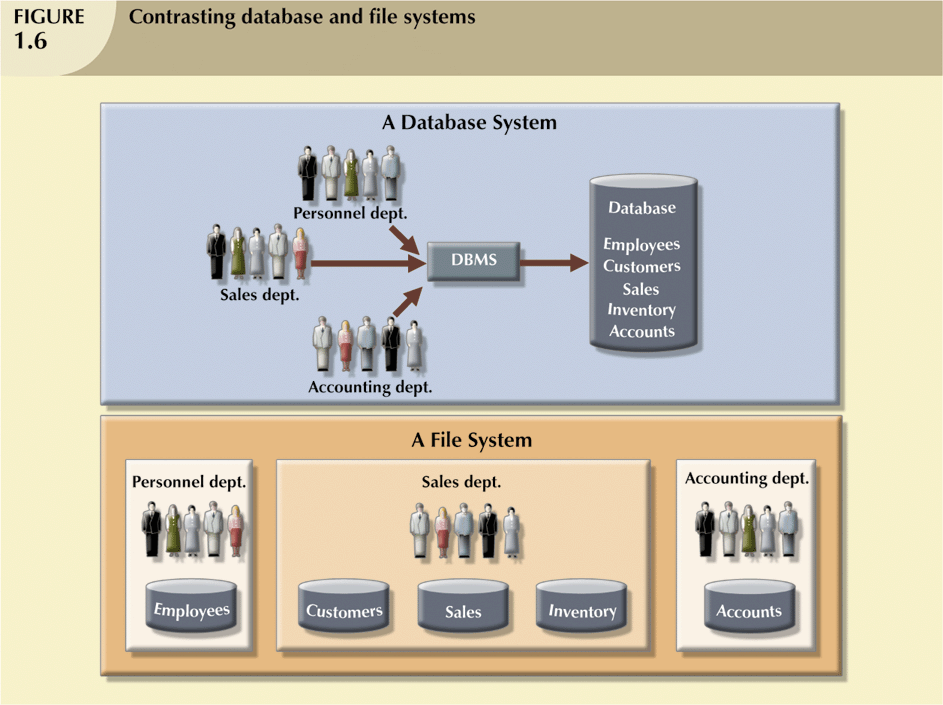 FIGURE
1.6
Contrasting database and file systems
A Database System
Personnel dept.
Sales dept.
Accounting dept.
DBMS
Database
Employees
Customers
Sales
Inventory
Accounts
A File System
Personnel dept.
Employees
Sales dept.
Customers
Sales
Inventory
Accounting dept.
Accounts